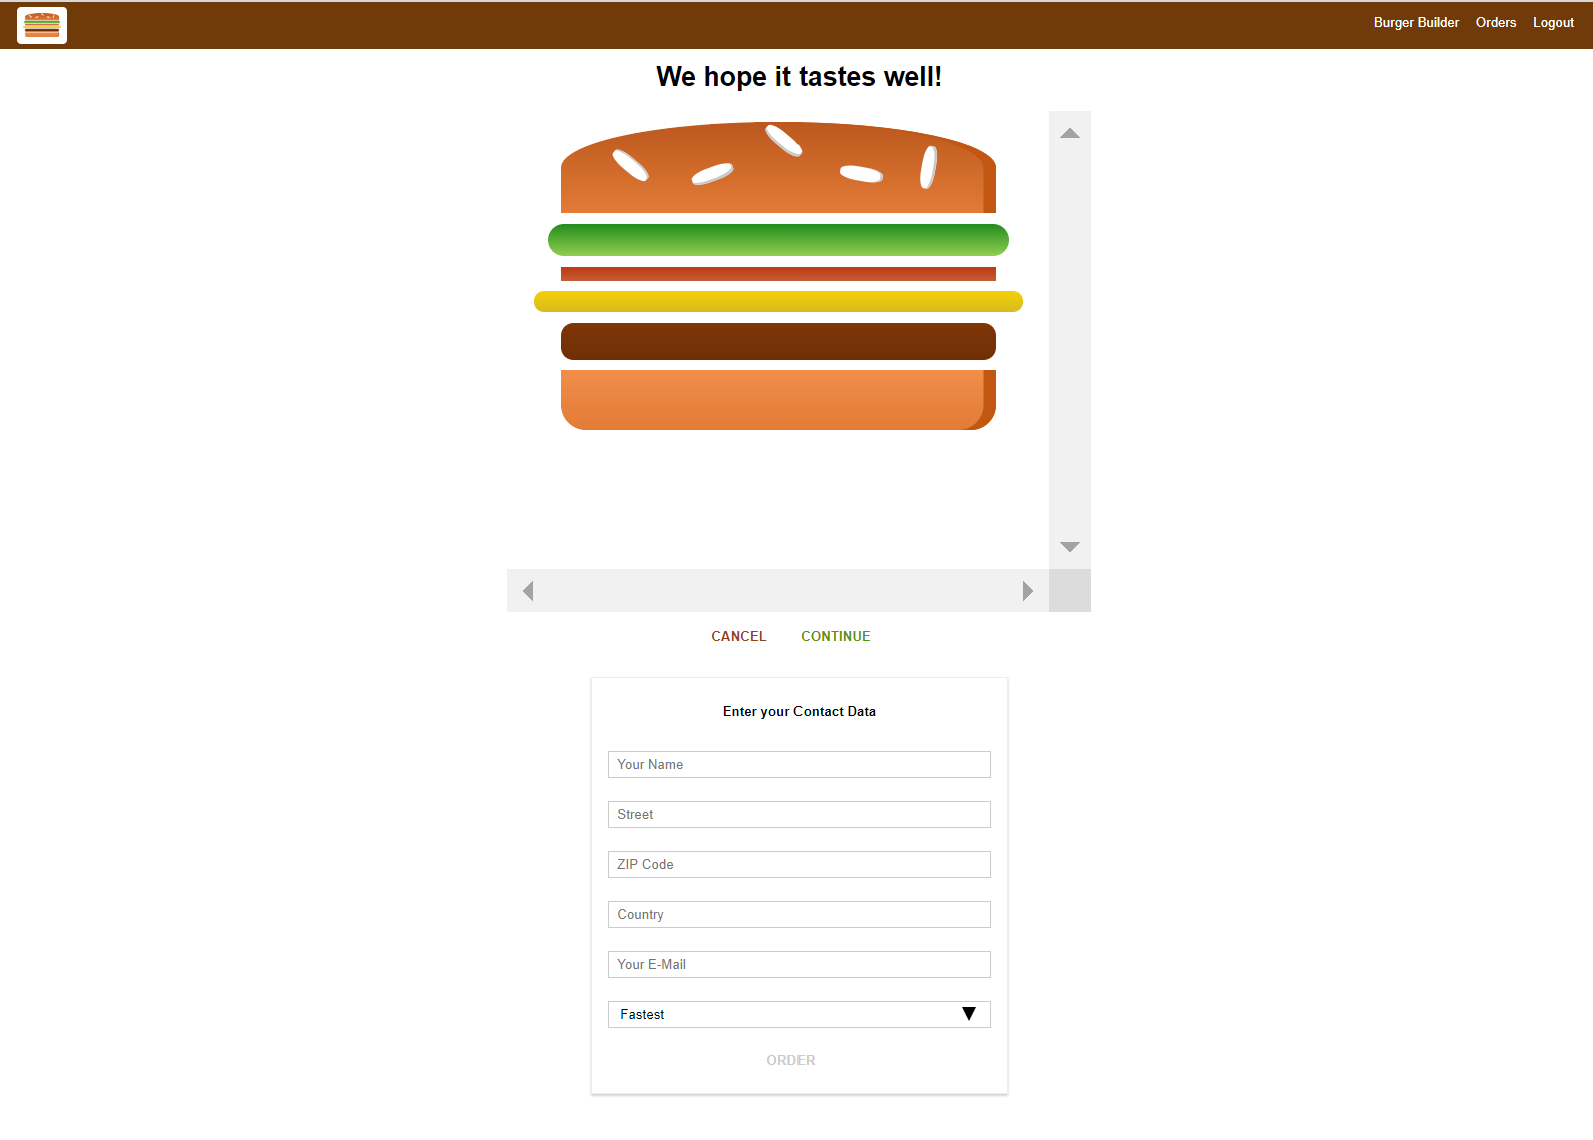 Burger Builder Orders Logout
We hope it tastes well!
CANCEL CONTINUE
Enter your Contact Data
Your Name
Street
ZIP Code
Country
Your E-Mail
Fastest
ORDER